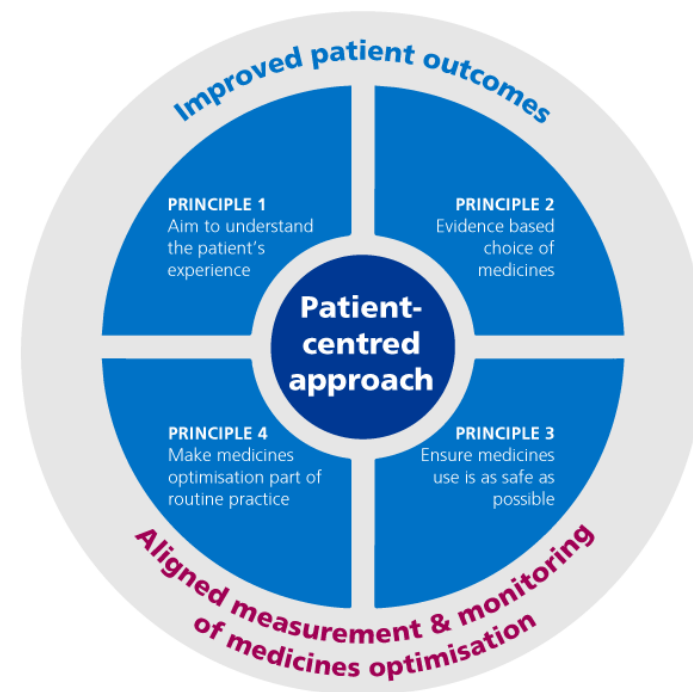 Improved patient outcomes
PRINCIPLE 1
Aim to understand
the patient's
experience
PRINCIPLE 2
Evidence based
choice of
medicines
Patient-
centred
approach
PRINCIPLE 4
Make medicines
optimisation part of
routine practice
PRINCIPLE 3
Ensure medicines
use is as safe as
possible
Aligned measurement & monitoring
of medicines optimisation